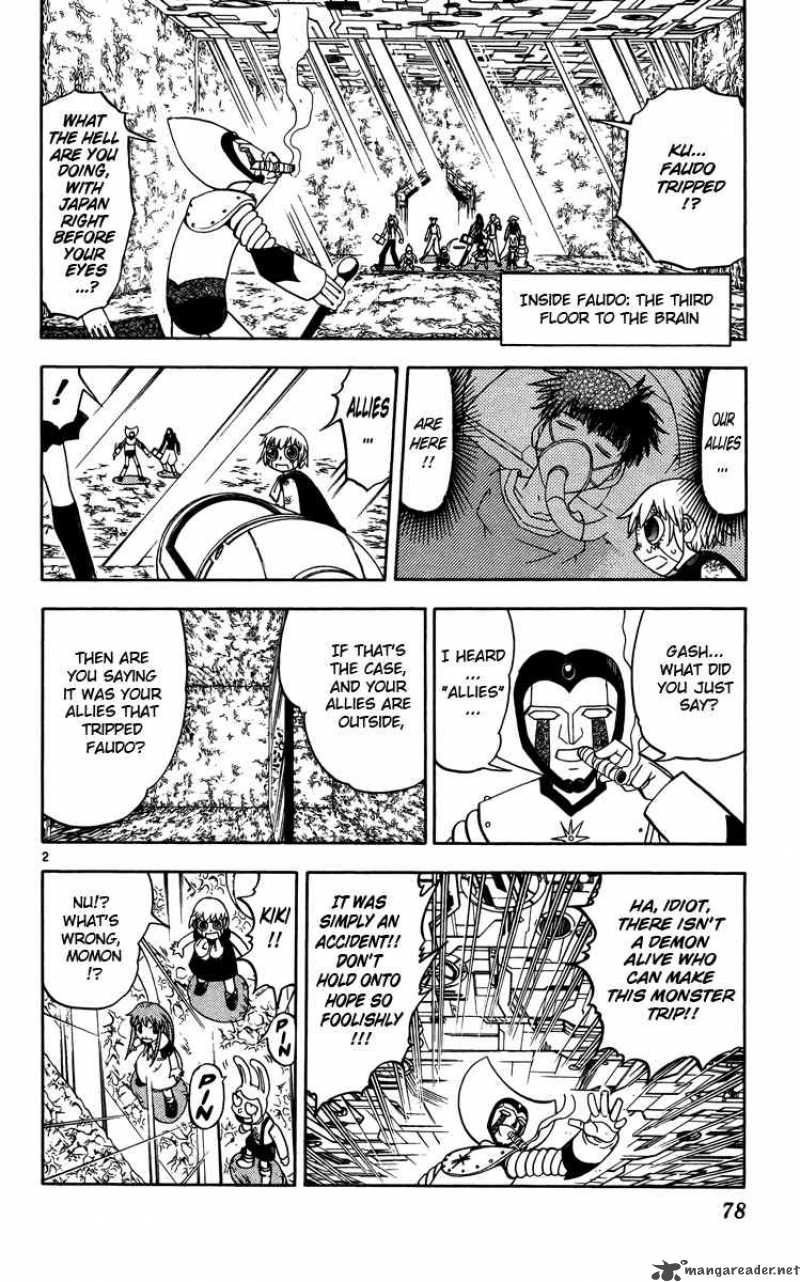 KU...
FAUDO
TRIPPED
!?
WHAT
THE HELL
ARE YOU
DOING,
WITH
JAPAN
RIGHT
BEFORE
YOUR
EYES
...?
INSIDE FAUDO: THE THIRD
FLOOR TO THE BRAIN
OUR
ALLIES
...
ARE
HERE!!
ALLIES
...
!
GASH...
WHAT DID
YOU JUST
SAY?
I HEARD
...
"ALLIES"
...
IF THAT'S
THE CASE,
AND YOUR
ALLIES ARE
OUTSIDE,
THEN ARE
YOU SAYING
IT WAS YOUR
ALLIES THAT
TRIPPED
FAUDO?
2
HA, IDIOT,
THERE ISN'T
A DEMON
ALIVE WHO
CAN MAKE
THIS MONSTER
TRIP!!
IT WAS
SIMPLY AN
ACCIDENT!!
DON'T
HOLD ONTO
HOPE SO
FOOLISHLY
!!!
KIKI
!!
NU!?
WHAT'S
WRONG,
MOMON
!?
PIN
PIN
78
mangareader.net